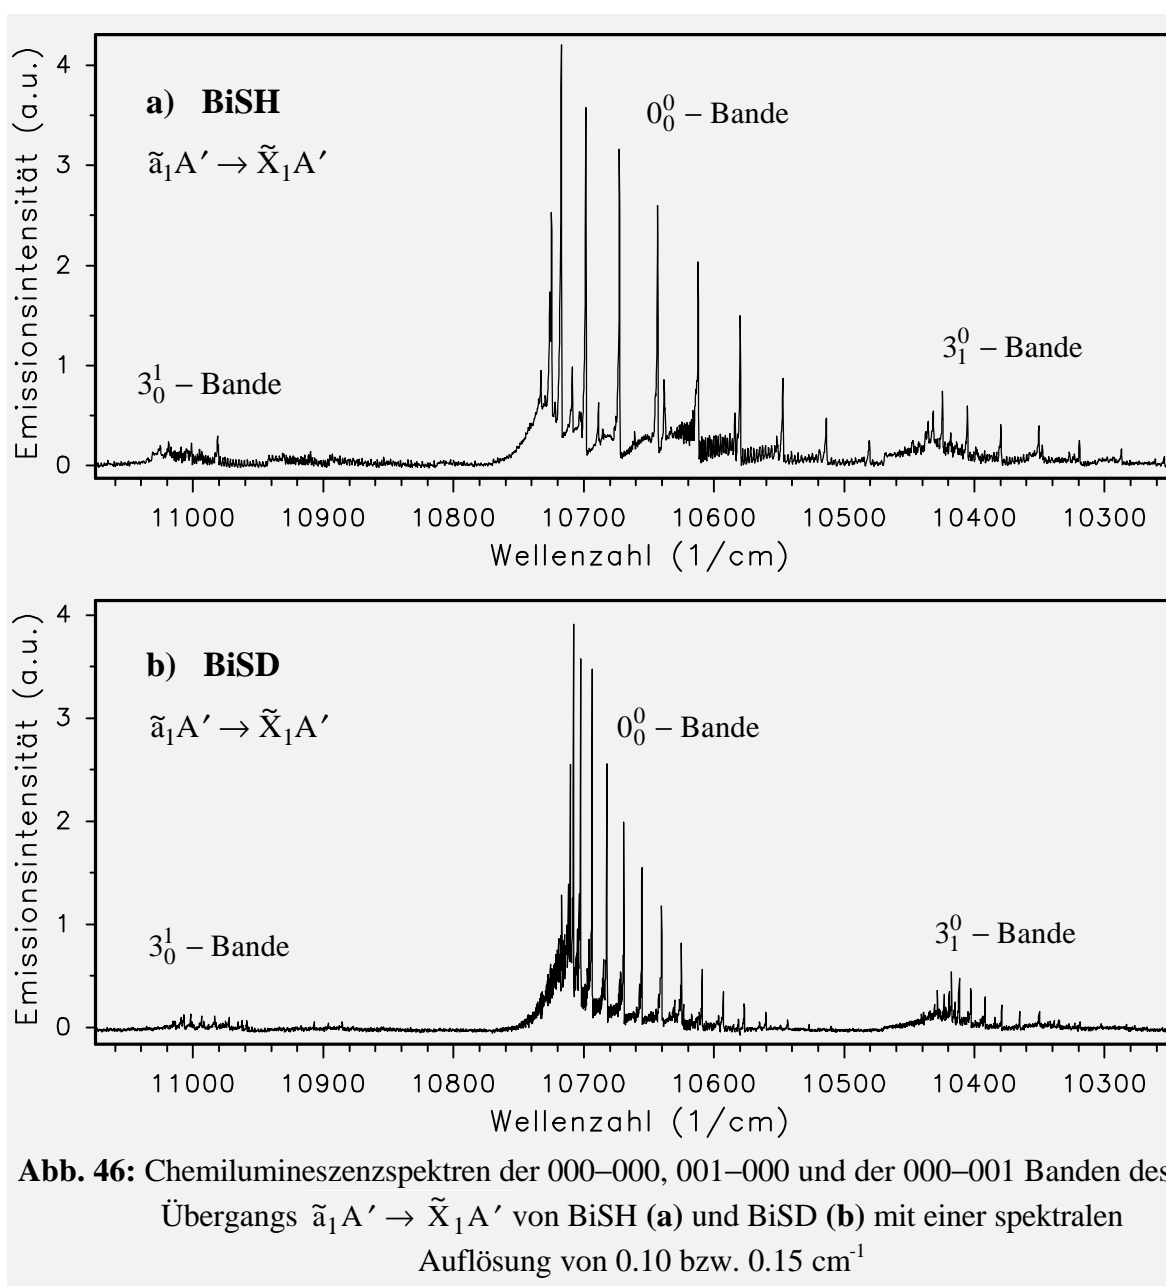 Emissionsintensität (a.u.)
4
3
2
1
0
a) BiSH
ã₁A′ → X̃₁A′
0⁰₀ – Bande
3¹₀ – Bande
3⁰₁ – Bande
11000 10900 10800 10700 10600 10500 10400 10300
Wellenzahl (1/cm)
Emissionsintensität (a.u.)
4
3
2
1
0
b) BiSD
ã₁A′ → X̃₁A′
0⁰₀ – Bande
3¹₀ – Bande
3⁰₁ – Bande
11000 10900 10800 10700 10600 10500 10400 10300
Wellenzahl (1/cm)
Abb. 46: Chemilumineszenzspektren der 000–000, 001–000 und der 000–001 Banden des
Übergangs ã₁A′ → X̃₁A′ von BiSH (a) und BiSD (b) mit einer spektralen
Auflösung von 0.10 bzw. 0.15 cm⁻¹